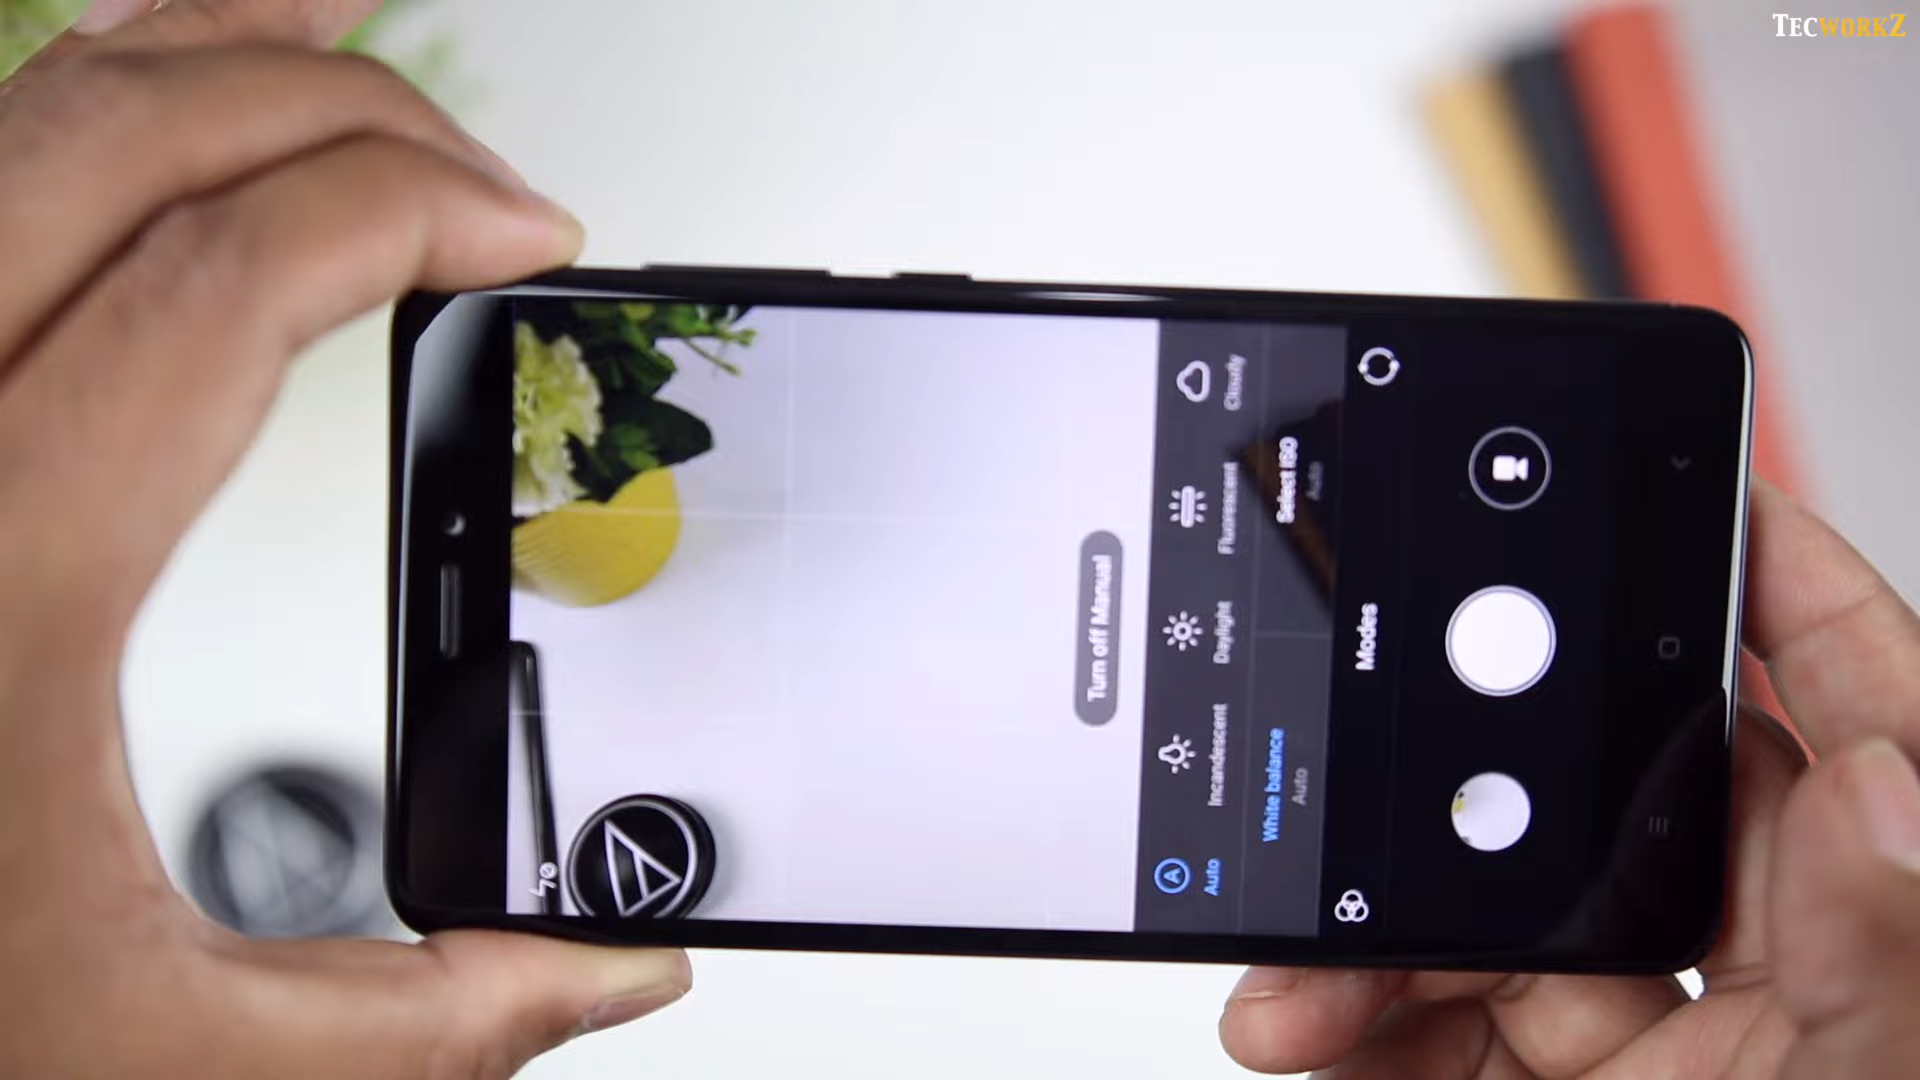 TECWORKZ
Turn off Manual
Auto
Incandescent
Daylight
Fluorescent
Cloudy
White balance
Auto
Select ISO
Auto
Modes